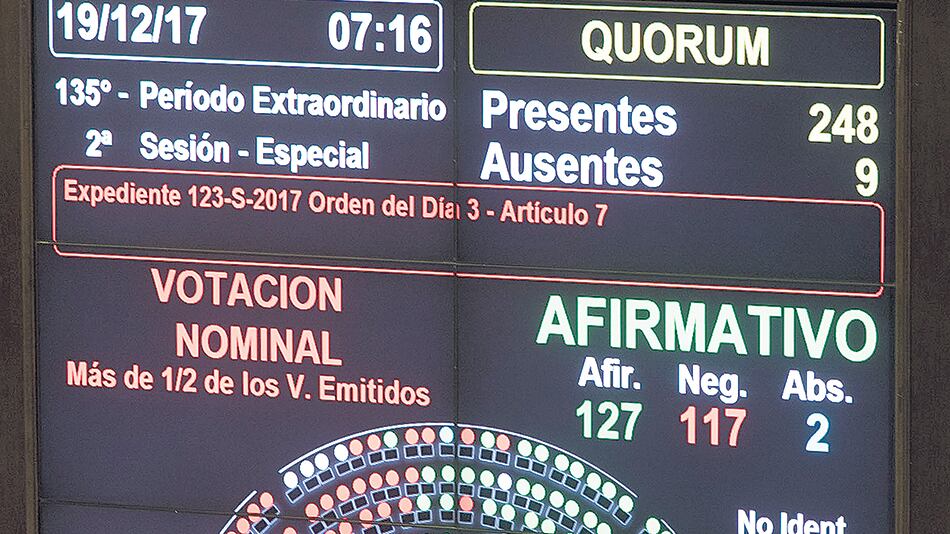 19/12/17 07:16
135º - Período Extraordinario
2ª Sesión - Especial
QUORUM
Presentes 248
Ausentes 9
Expediente 123-S-2017 Orden del Día 3 - Artículo 7
VOTACION
NOMINAL
Más de 1/2 de los V. Emitidos
AFIRMATIVO
Afir. Neg. Abs.
127 117 2
No Ident.